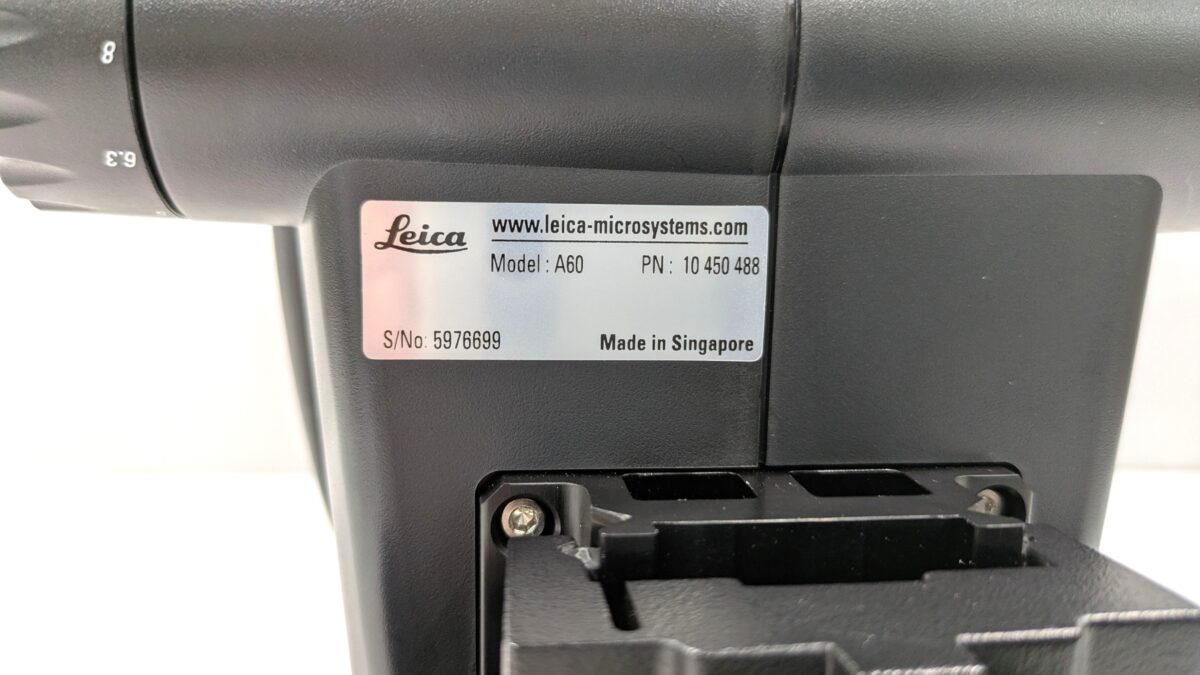 8
6.3
Leica www.leica-microsystems.com
Model : A60 PN : 10 450 488
S/No: 5976699 Made in Singapore